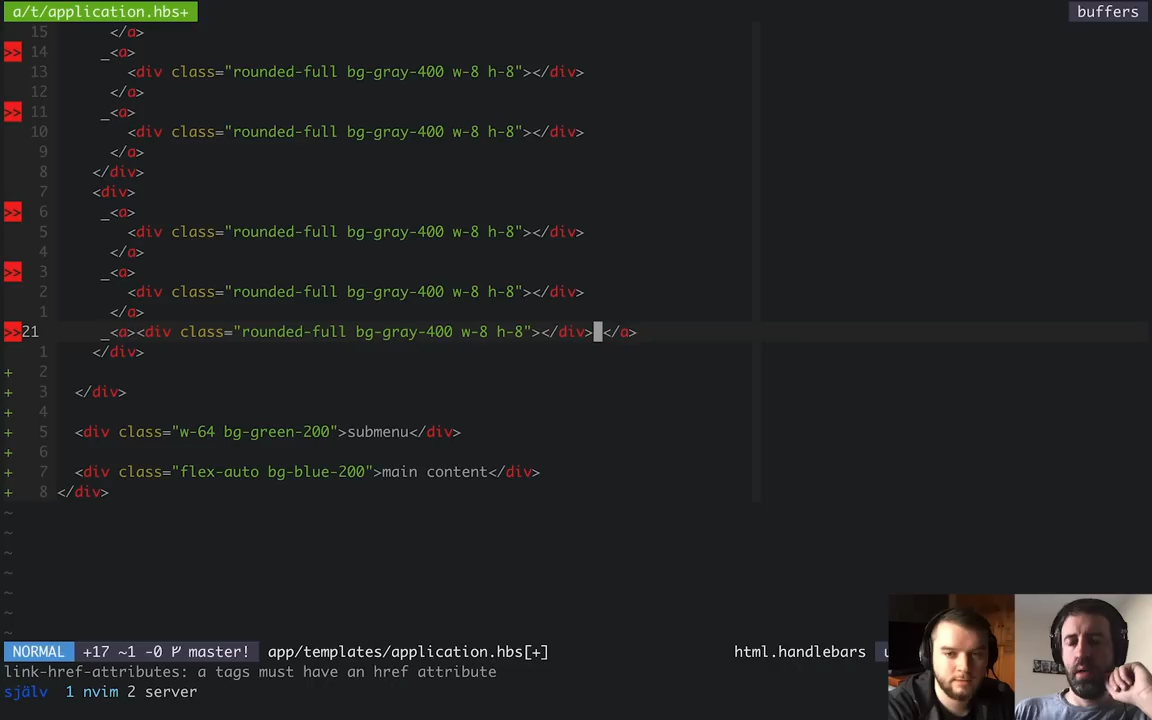 a/t/application.hbs+ buffers
15 </a>
>> 14 _<a>
13 <div class="rounded-full bg-gray-400 w-8 h-8"></div>
12 </a>
>> 11 _<a>
10 <div class="rounded-full bg-gray-400 w-8 h-8"></div>
9 </a>
8 </div>
7 <div>
>> 6 _<a>
5 <div class="rounded-full bg-gray-400 w-8 h-8"></div>
4 </a>
>> 3 _<a>
2 <div class="rounded-full bg-gray-400 w-8 h-8"></div>
1 </a>
>>21 _<a><div class="rounded-full bg-gray-400 w-8 h-8"></div> </a>
1 </div>
+ 2
+ 3 </div>
+ 4
+ 5 <div class="w-64 bg-green-200">submenu</div>
+ 6
+ 7 <div class="flex-auto bg-blue-200">main content</div>
+ 8 </div>
~
~
~
~
~
~
~
NORMAL +17 ~1 -0 ᚠ master! app/templates/application.hbs[+] html.handlebars
link-href-attributes: a tags must have an href attribute
själv 1 nvim 2 server